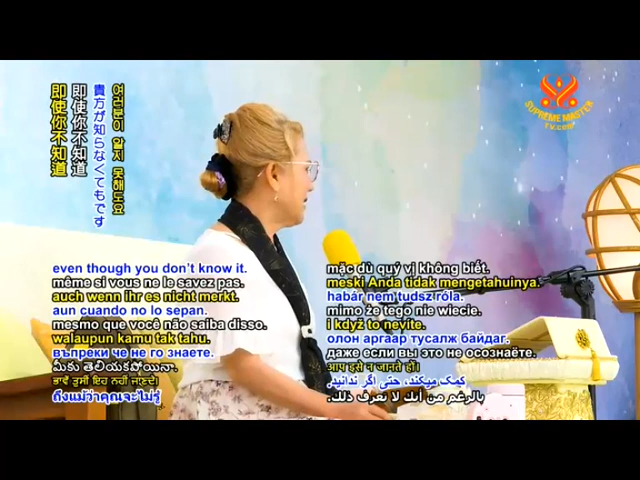 여러분이 알지 못해도요
貴方が知らなくてもです
即使你不知道
即使你不知道
SUPREME MASTER
TV.com
even though you don't know it.
même si vous ne le savez pas.
auch wenn ihr es nicht merkt.
aun cuando no lo sepan.
mesmo que você não saiba disso.
walaupun kamu tak tahu.
въпреки че не го знаете.
మీకు తెలియకపోయినా.
ਭਾਵੇਂ ਤੁਸੀਂ ਇਹ ਨਹੀਂ ਜਾਣਦੇ।
ถึงแม้ว่าคุณจะไม่รู้
mặc dù quý vị không biết.
meski Anda tidak mengetahuinya.
habár nem tudsz róla.
mimo że tego nie wiecie.
i když to nevíte.
олон аргаар тусалж байдаг.
даже если вы это не осознаёте.
आप इसे न जानते हों।
کمک میکند، حتی اگر ندانید.
بالرغم من أنك لا تعرف ذلك.